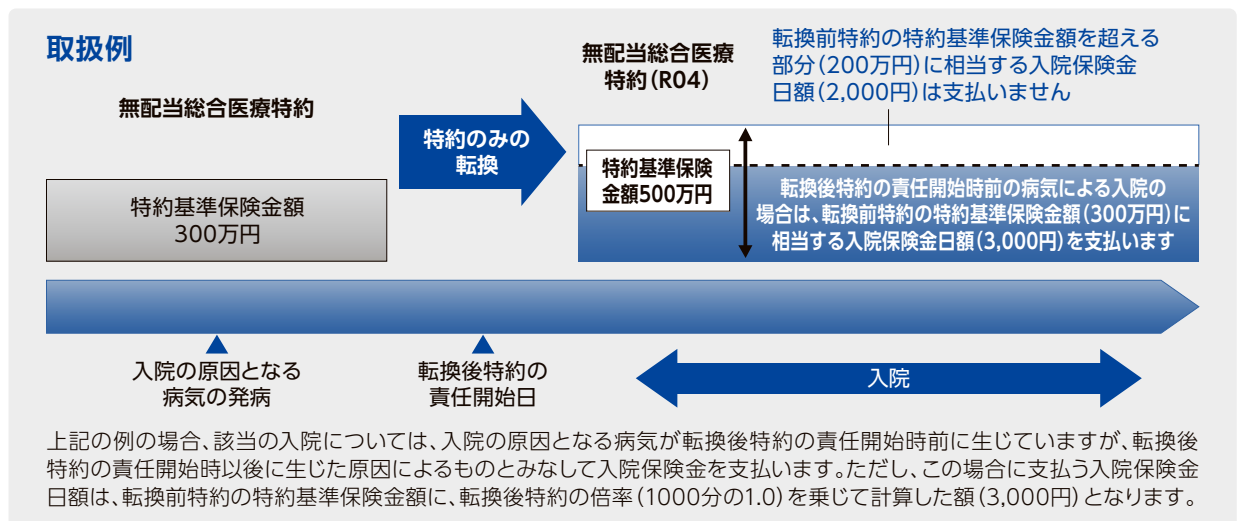 取扱例
無配当総合医療特約
特約基準保険金額
300万円
特約のみの
転換
無配当総合医療
特約(R04)
転換前特約の特約基準保険金額を超える
部分(200万円)に相当する入院保険金
日額(2,000円)は支払いません
特約基準保険
金額500万円
転換後特約の責任開始時前の病気による入院の
場合は、転換前特約の特約基準保険金額(300万円)に
相当する入院保険金日額(3,000円)を支払います
入院の原因となる
病気の発病
転換後特約の
責任開始日
入院
上記の例の場合、該当の入院については、入院の原因となる病気が転換後特約の責任開始時前に生じていますが、転換後
特約の責任開始時以後に生じた原因によるものとみなして入院保険金を支払います。ただし、この場合に支払う入院保険金
日額は、転換前特約の特約基準保険金額に、転換後特約の倍率(1000分の1.0)を乗じて計算した額(3,000円)となります。